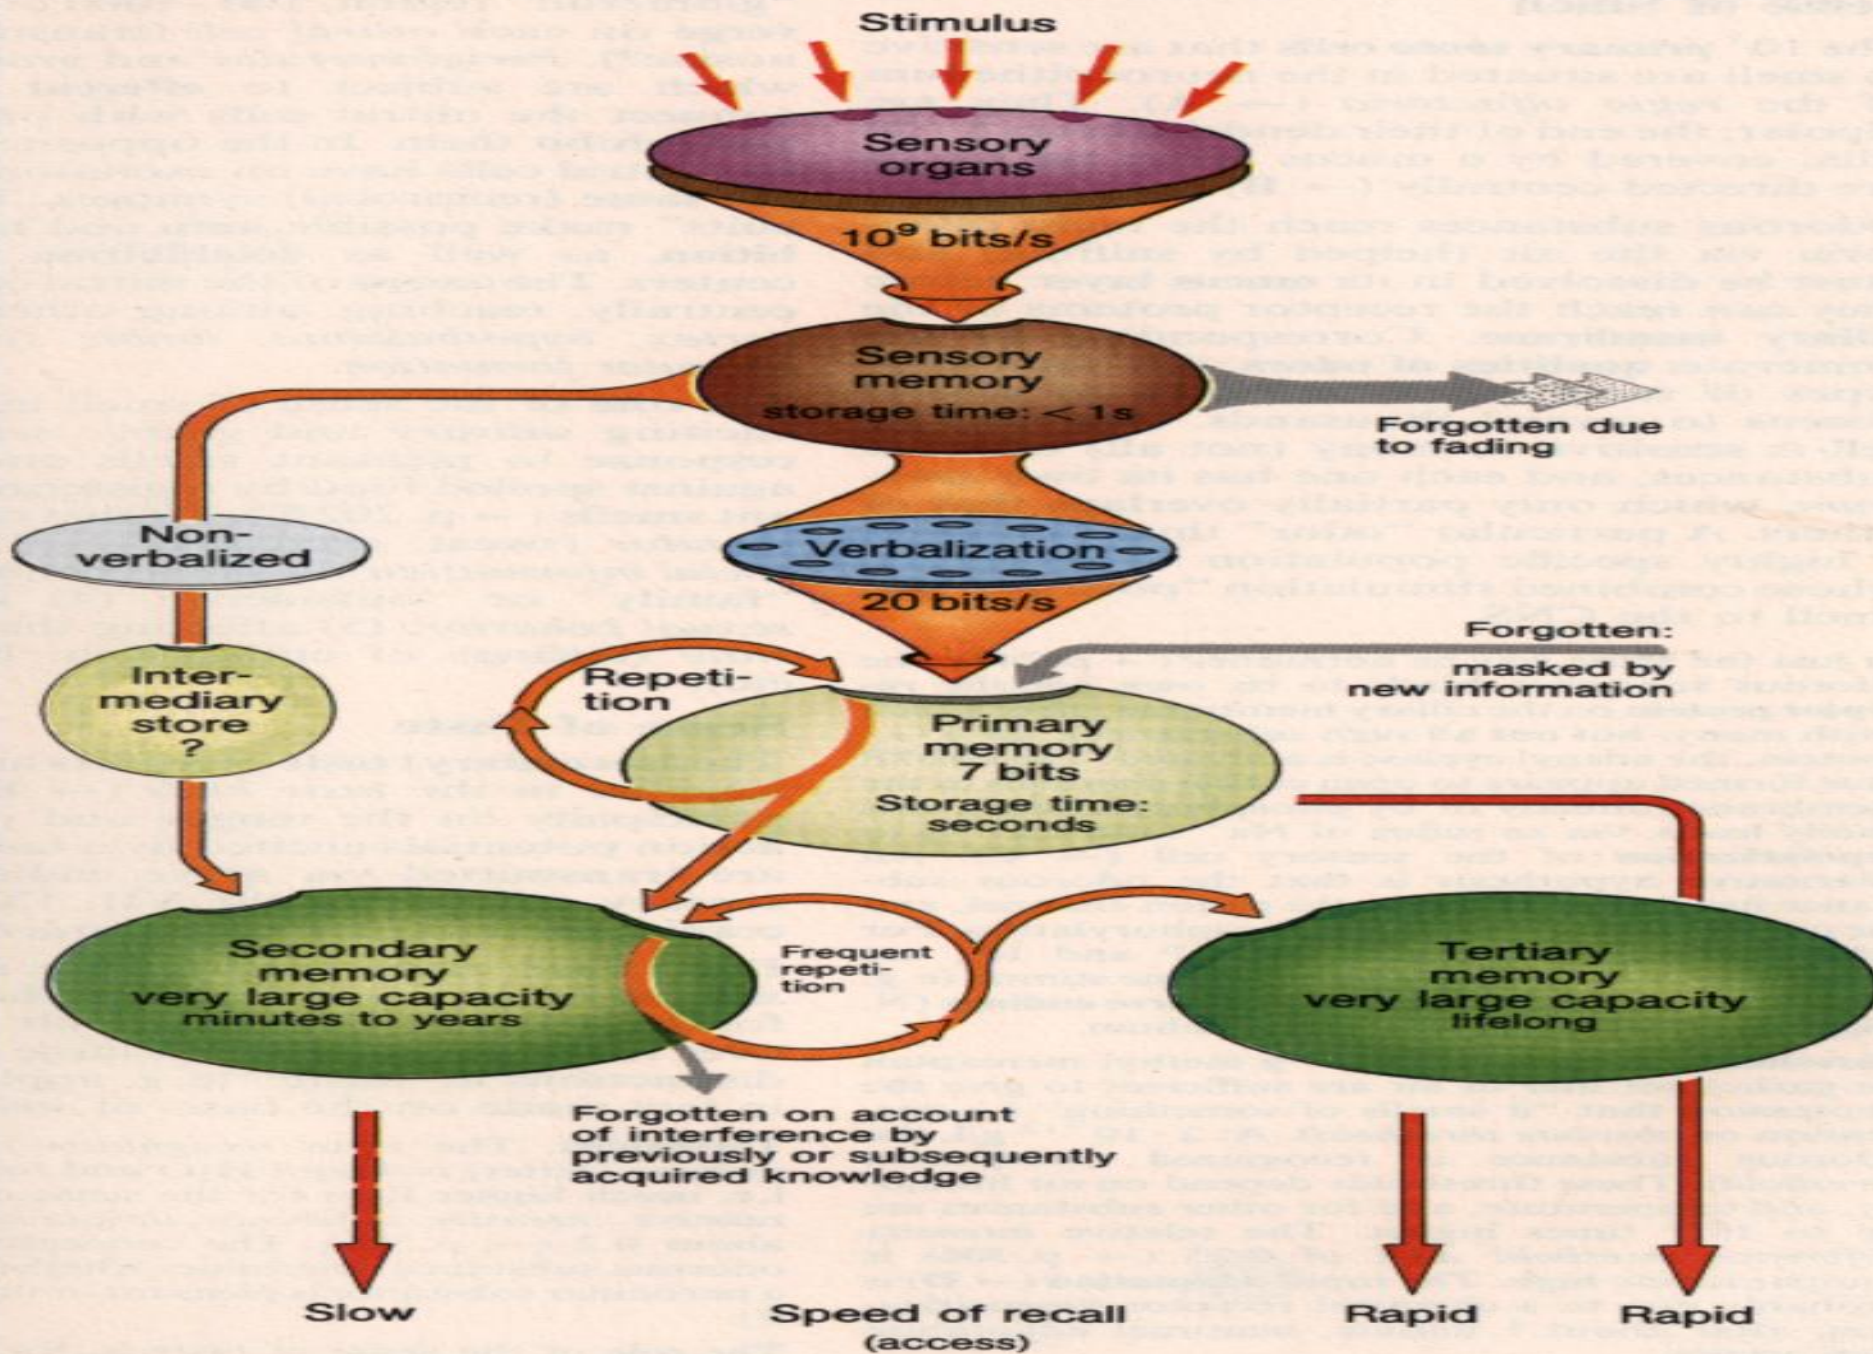 Stimulus
Sensory
organs
10⁹ bits/s
Sensory
memory
storage time: < 1s
Forgotten due
to fading
Non-
verbalized
Verbalization
20 bits/s
Forgotten:
masked by
new information
Repeti-
tion
Inter-
mediary
store
?
Primary
memory
7 bits
Storage time:
seconds
Secondary
memory
very large capacity
minutes to years
Frequent
repeti-
tion
Tertiary
memory
very large capacity
lifelong
Forgotten on account
of interference by
previously or subsequently
acquired knowledge
Slow
Speed of recall
(access)
Rapid
Rapid